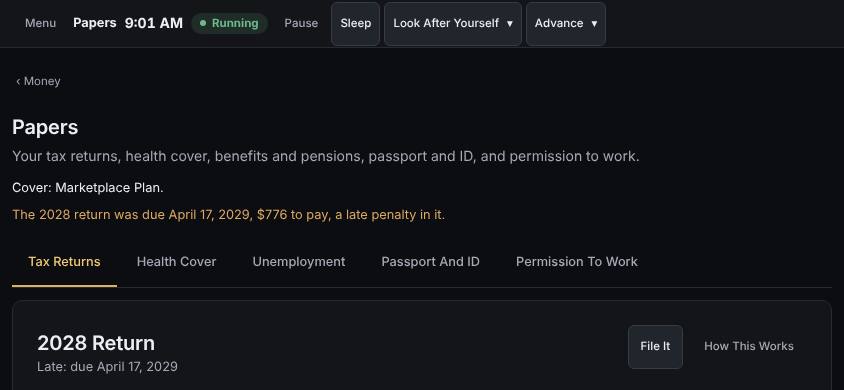 Menu Papers 9:01 AM Running Pause Sleep Look After Yourself ▾ Advance ▾
‹ Money
Papers
Your tax returns, health cover, benefits and pensions, passport and ID, and permission to work.
Cover: Marketplace Plan.
The 2028 return was due April 17, 2029, $776 to pay, a late penalty in it.
Tax Returns Health Cover Unemployment Passport And ID Permission To Work
2028 Return File It How This Works
Late: due April 17, 2029